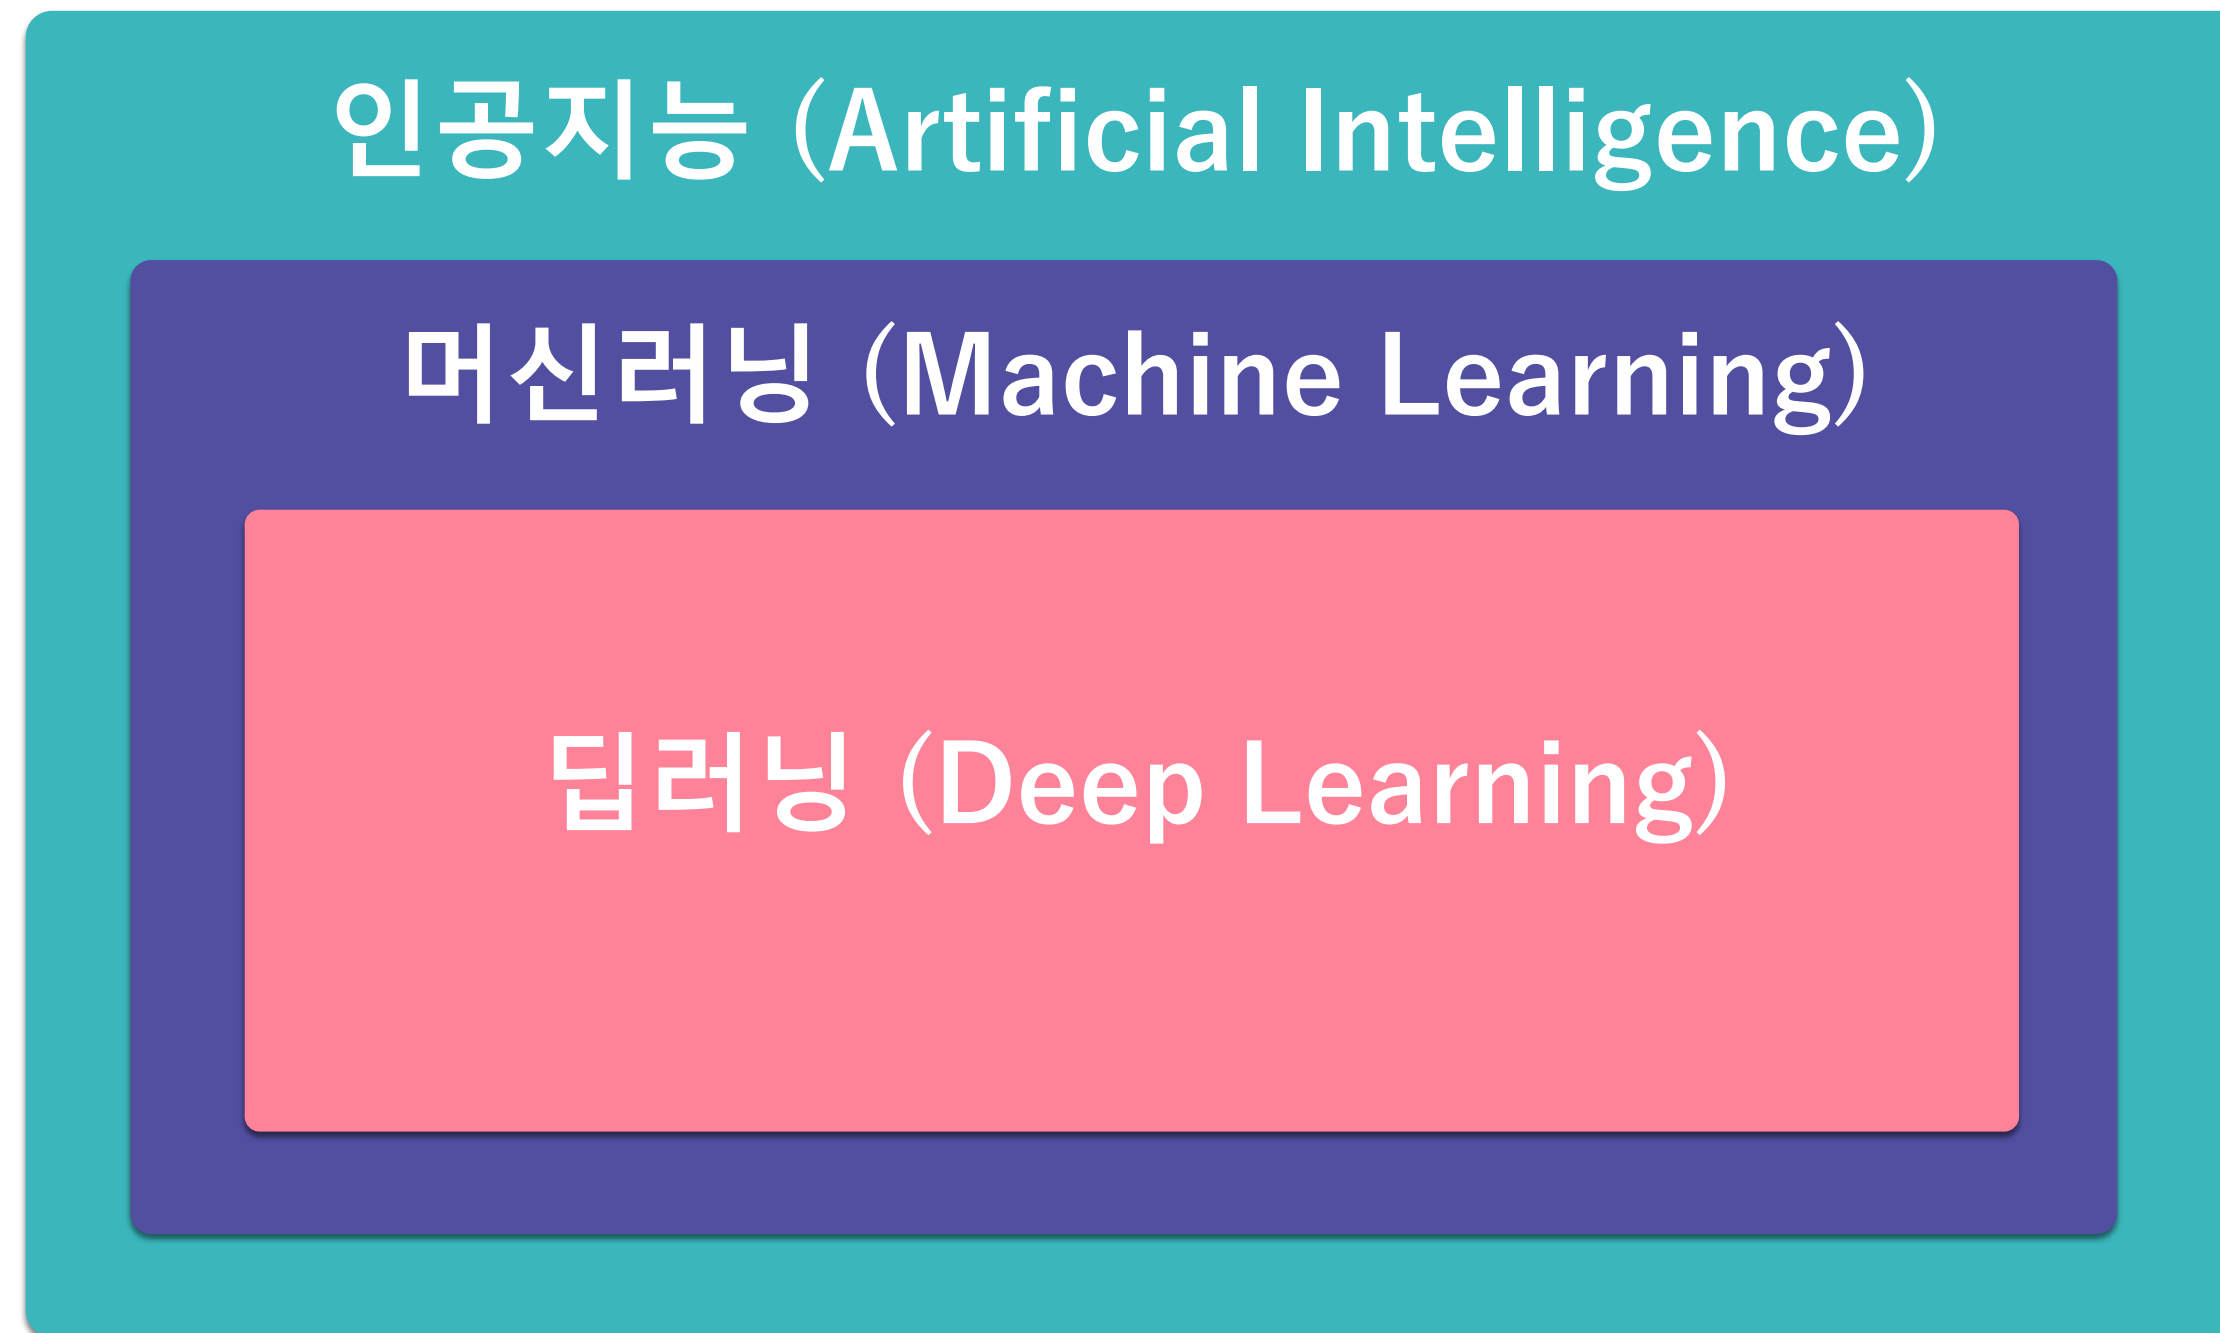 인공지능 (Artificial Intelligence)
머신러닝 (Machine Learning)
딥러닝 (Deep Learning)